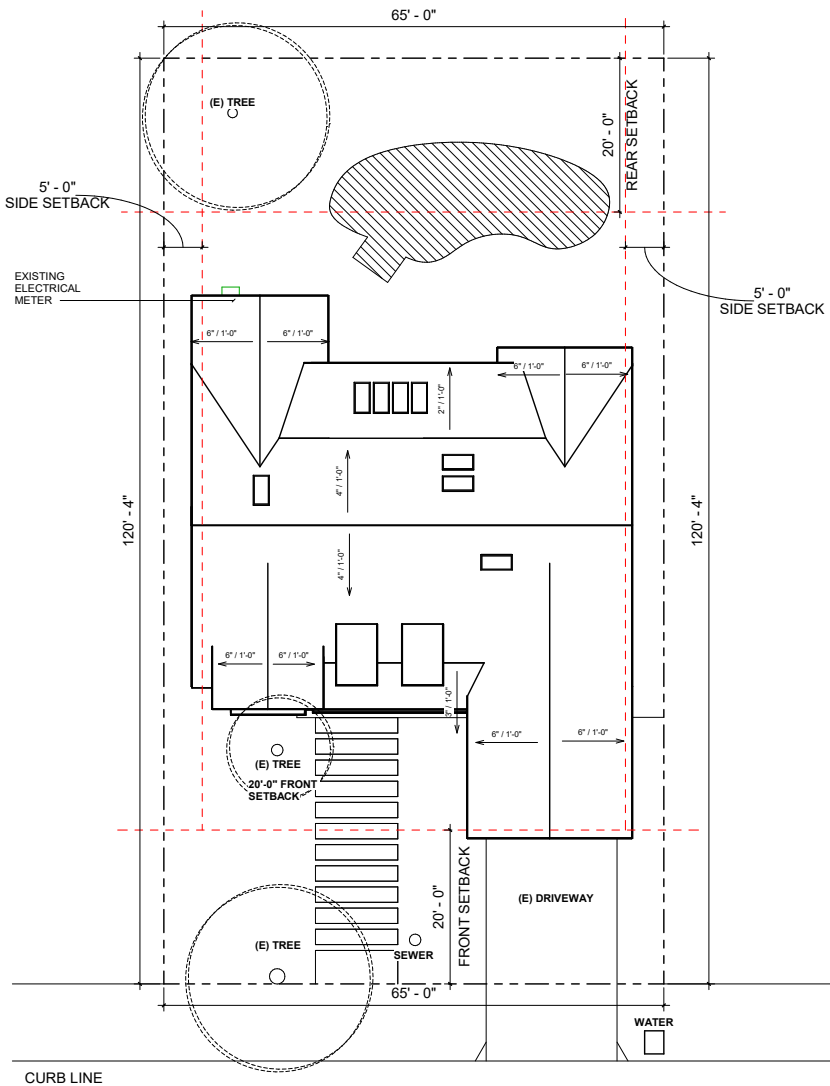 65' - 0"
(E) TREE
20' - 0"
REAR SETBACK
5' - 0"
SIDE SETBACK
EXISTING
ELECTRICAL
METER
5' - 0"
SIDE SETBACK
6" / 1'-0"
6" / 1'-0"
6" / 1'-0"
6" / 1'-0"
2" / 1'-0"
4" / 1'-0"
120' - 4"
120' - 4"
4" / 1'-0"
6" / 1'-0"
6" / 1'-0"
3" / 1'-0"
6" / 1'-0"
6" / 1'-0"
(E) TREE
20'-0" FRONT
SETBACK
20' - 0"
FRONT SETBACK
(E) DRIVEWAY
(E) TREE
SEWER
65' - 0"
WATER
CURB LINE